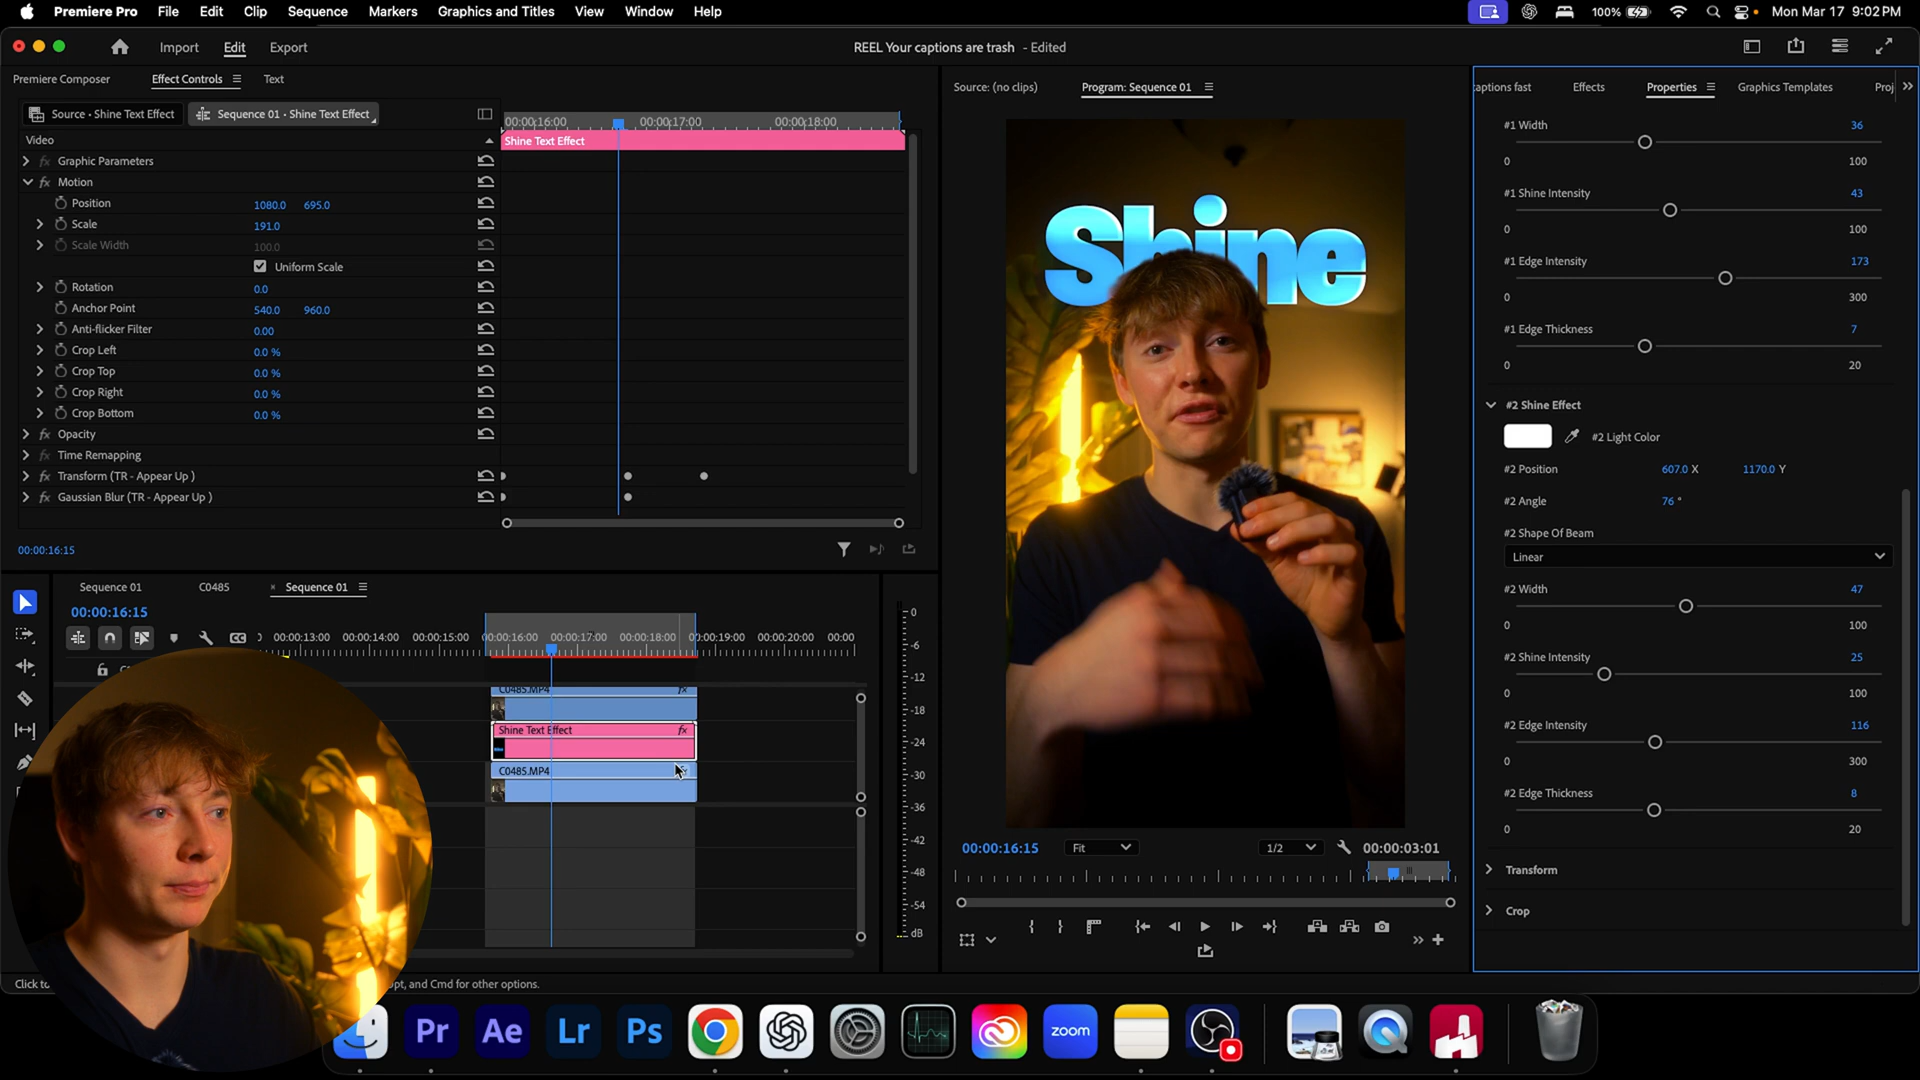 Premiere Pro File Edit Clip Sequence Markers Graphics and Titles View Window Help 100% Mon Mar 17 9:02 PM
Import Edit Export REEL Your captions are trash - Edited
Premiere Composer Effect Controls Text
Source • Shine Text Effect Sequence 01 • Shine Text Effect
00:00:16:00 00:00:17:00 00:00:18:00
Video
Shine Text Effect
fx Graphic Parameters
fx Motion
Position 1080.0 695.0
Scale 191.0
Scale Width 100.0
Uniform Scale
Rotation 0.0
Anchor Point 540.0 960.0
Anti-flicker Filter 0.00
Crop Left 0.0 %
Crop Top 0.0 %
Crop Right 0.0 %
Crop Bottom 0.0 %
fx Opacity
fx Time Remapping
fx Transform (TR - Appear Up )
fx Gaussian Blur (TR - Appear Up )
00:00:16:15
Sequence 01 C0485 × Sequence 01
00:00:16:15
00:00:13:00 00:00:14:00 00:00:15:00 00:00:16:00 00:00:17:00 00:00:18:00 00:00:19:00 00:00:20:00 00:00
C0485.MP4 fx
Shine Text Effect fx
C0485.MP4
0
-6
-12
-18
-24
-30
-36
-42
-48
-54
dB
Click to
pt, and Cmd for other options.
Source: (no clips) Program: Sequence 01
Shine
00:00:16:15 Fit 1/2 00:00:03:01
aptions fast Effects Properties Graphics Templates Proj
#1 Width 36
0 100
#1 Shine Intensity 43
0 100
#1 Edge Intensity 173
0 300
#1 Edge Thickness 7
0 20
#2 Shine Effect
#2 Light Color
#2 Position 607.0 X 1170.0 Y
#2 Angle 76 °
#2 Shape Of Beam
Linear
#2 Width 47
0 100
#2 Shine Intensity 25
0 100
#2 Edge Intensity 116
0 300
#2 Edge Thickness 8
0 20
Transform
Crop
Pr Ae Lr Ps zoom